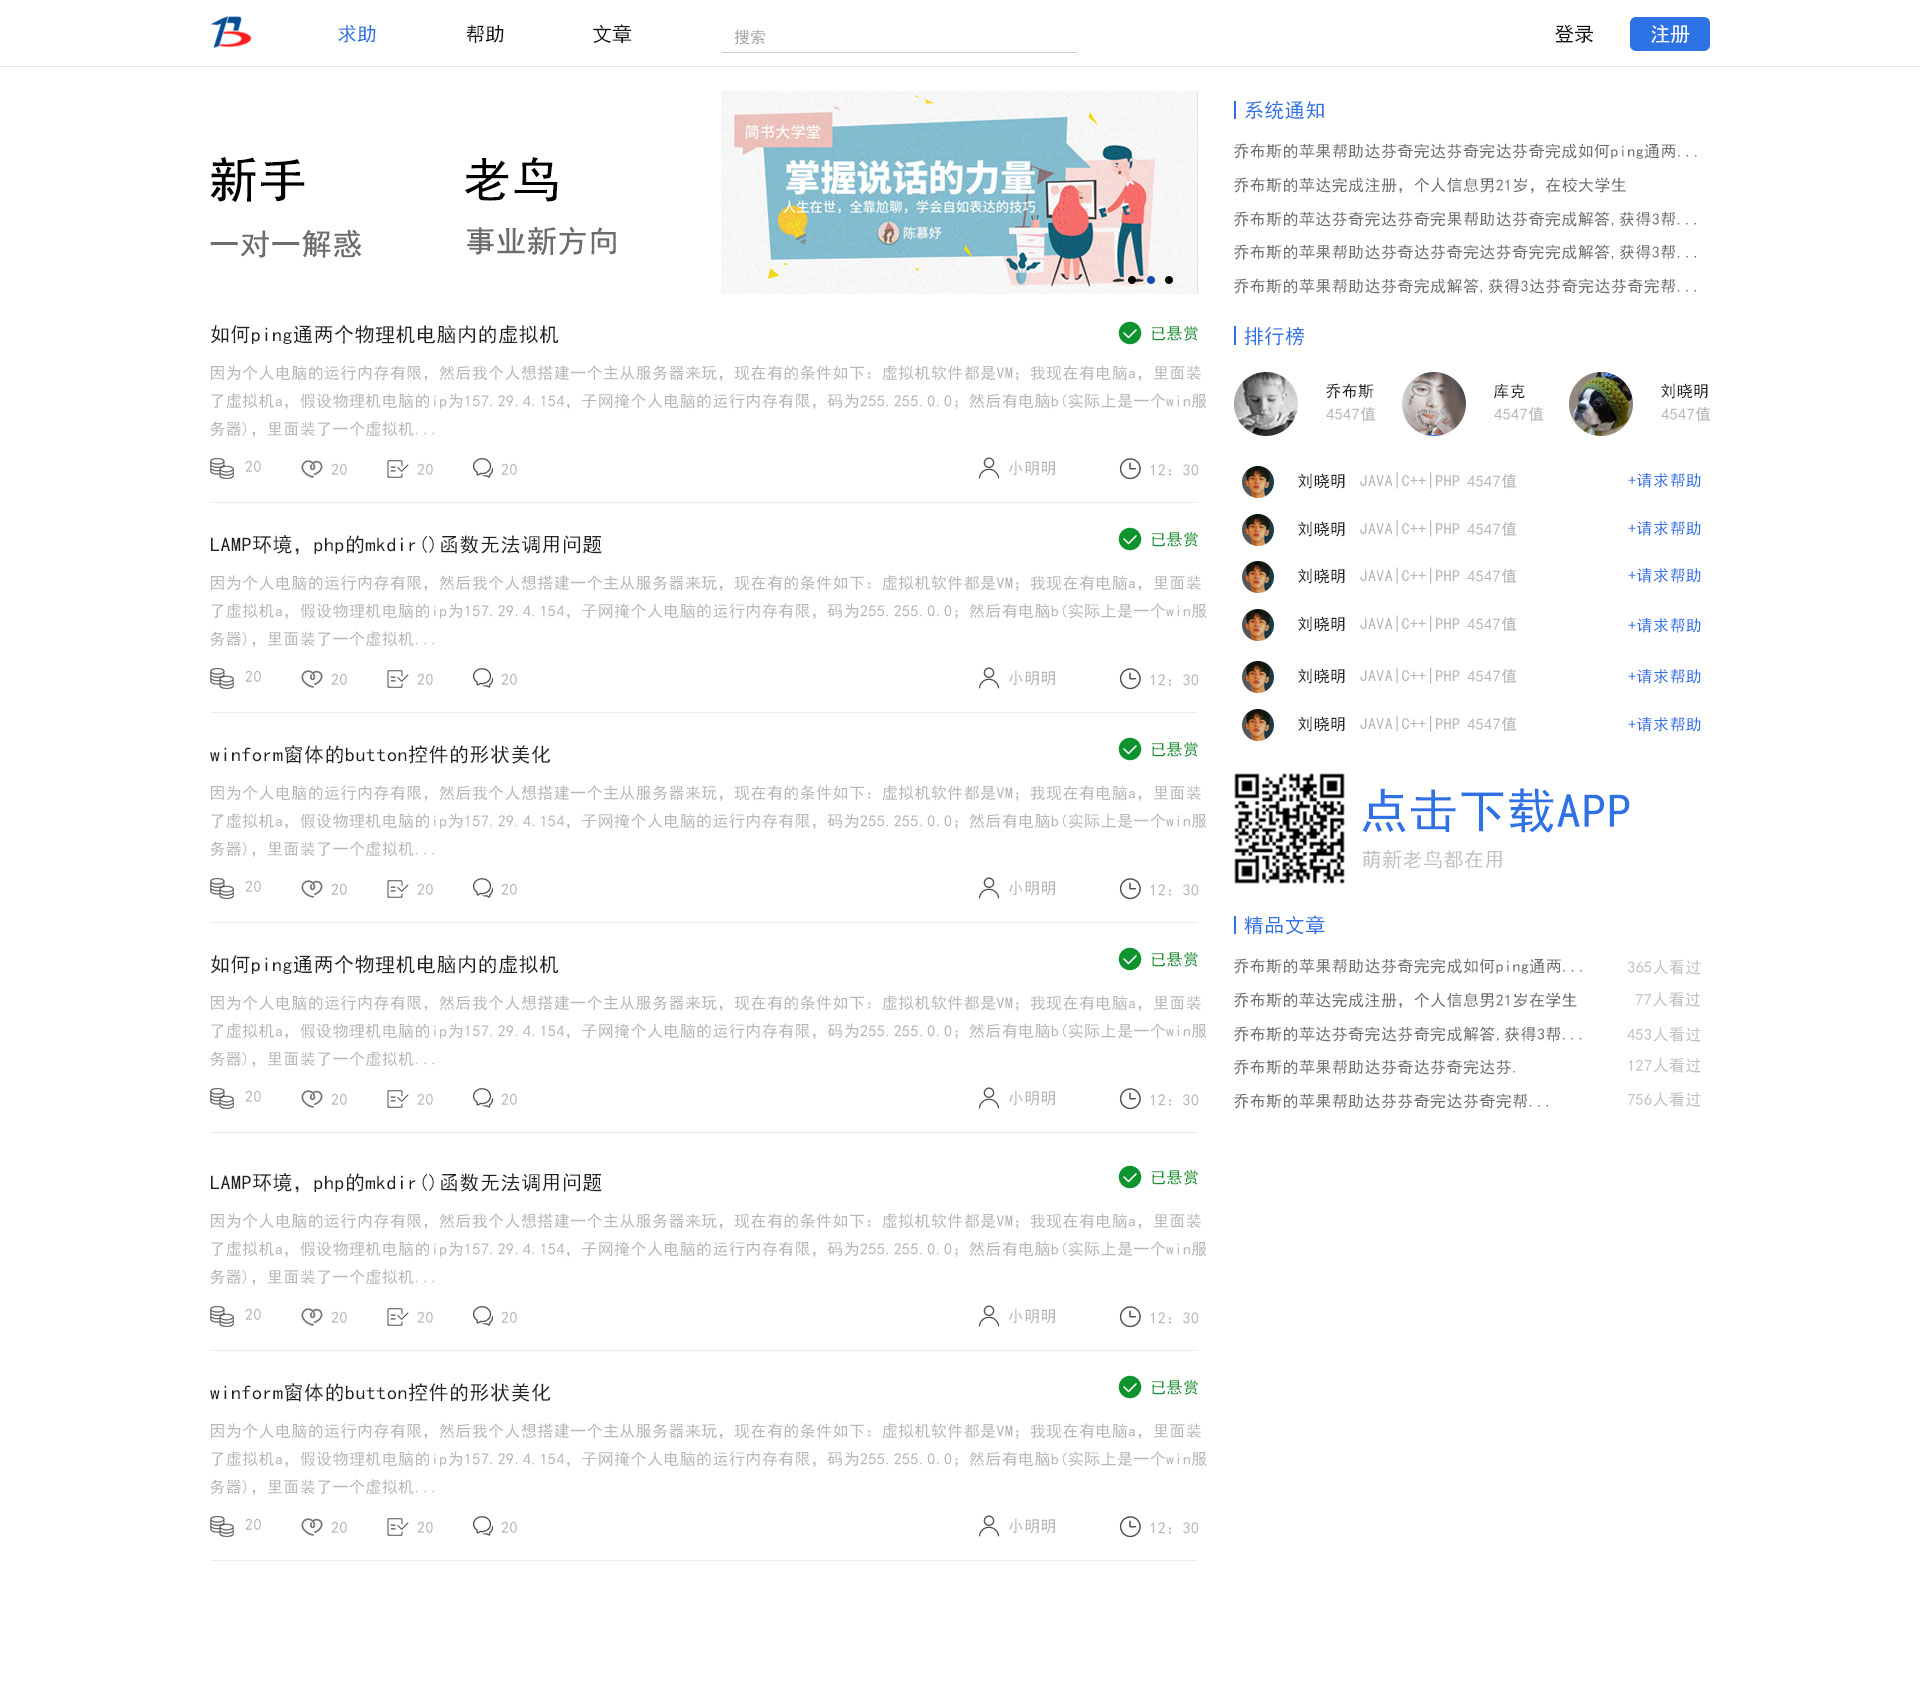 求助
帮助
文章
搜索
登录
注册
新手
一对一解惑
老鸟
事业新方向
简书大学堂
掌握说话的力量
人生在世，全靠尬聊，学会自如表达的技巧
陈慕妤
如何ping通两个物理机电脑内的虚拟机
已悬赏
因为个人电脑的运行内存有限，然后我个人想搭建一个主从服务器来玩，现在有的条件如下：虚拟机软件都是VM；我现在有电脑a，里面装
了虚拟机a，假设物理机电脑的ip为157.29.4.154，子网掩个人电脑的运行内存有限，码为255.255.0.0；然后有电脑b(实际上是一个win服
务器)，里面装了一个虚拟机...
20 20 20 20 小明明 12：30
LAMP环境，php的mkdir()函数无法调用问题
已悬赏
因为个人电脑的运行内存有限，然后我个人想搭建一个主从服务器来玩，现在有的条件如下：虚拟机软件都是VM；我现在有电脑a，里面装
了虚拟机a，假设物理机电脑的ip为157.29.4.154，子网掩个人电脑的运行内存有限，码为255.255.0.0；然后有电脑b(实际上是一个win服
务器)，里面装了一个虚拟机...
20 20 20 20 小明明 12：30
winform窗体的button控件的形状美化
已悬赏
因为个人电脑的运行内存有限，然后我个人想搭建一个主从服务器来玩，现在有的条件如下：虚拟机软件都是VM；我现在有电脑a，里面装
了虚拟机a，假设物理机电脑的ip为157.29.4.154，子网掩个人电脑的运行内存有限，码为255.255.0.0；然后有电脑b(实际上是一个win服
务器)，里面装了一个虚拟机...
20 20 20 20 小明明 12：30
如何ping通两个物理机电脑内的虚拟机
已悬赏
因为个人电脑的运行内存有限，然后我个人想搭建一个主从服务器来玩，现在有的条件如下：虚拟机软件都是VM；我现在有电脑a，里面装
了虚拟机a，假设物理机电脑的ip为157.29.4.154，子网掩个人电脑的运行内存有限，码为255.255.0.0；然后有电脑b(实际上是一个win服
务器)，里面装了一个虚拟机...
20 20 20 20 小明明 12：30
LAMP环境，php的mkdir()函数无法调用问题
已悬赏
因为个人电脑的运行内存有限，然后我个人想搭建一个主从服务器来玩，现在有的条件如下：虚拟机软件都是VM；我现在有电脑a，里面装
了虚拟机a，假设物理机电脑的ip为157.29.4.154，子网掩个人电脑的运行内存有限，码为255.255.0.0；然后有电脑b(实际上是一个win服
务器)，里面装了一个虚拟机...
20 20 20 20 小明明 12：30
winform窗体的button控件的形状美化
已悬赏
因为个人电脑的运行内存有限，然后我个人想搭建一个主从服务器来玩，现在有的条件如下：虚拟机软件都是VM；我现在有电脑a，里面装
了虚拟机a，假设物理机电脑的ip为157.29.4.154，子网掩个人电脑的运行内存有限，码为255.255.0.0；然后有电脑b(实际上是一个win服
务器)，里面装了一个虚拟机...
20 20 20 20 小明明 12：30
系统通知
乔布斯的苹果帮助达芬奇完达芬奇完达芬奇完成如何ping通两...
乔布斯的苹达完成注册，个人信息男21岁，在校大学生
乔布斯的苹达芬奇完达芬奇完果帮助达芬奇完成解答,获得3帮...
乔布斯的苹果帮助达芬奇达芬奇完达芬奇完完成解答,获得3帮...
乔布斯的苹果帮助达芬奇完成解答,获得3达芬奇完达芬奇完帮...
排行榜
乔布斯
4547值
库克
4547值
刘晓明
4547值
刘晓明 JAVA|C++|PHP 4547值 +请求帮助
刘晓明 JAVA|C++|PHP 4547值 +请求帮助
刘晓明 JAVA|C++|PHP 4547值 +请求帮助
刘晓明 JAVA|C++|PHP 4547值 +请求帮助
刘晓明 JAVA|C++|PHP 4547值 +请求帮助
刘晓明 JAVA|C++|PHP 4547值 +请求帮助
点击下载APP
萌新老鸟都在用
精品文章
乔布斯的苹果帮助达芬奇完完成如何ping通两... 365人看过
乔布斯的苹达完成注册，个人信息男21岁在学生 77人看过
乔布斯的苹达芬奇完达芬奇完成解答,获得3帮... 453人看过
乔布斯的苹果帮助达芬奇达芬奇完达芬. 127人看过
乔布斯的苹果帮助达芬芬奇完达芬奇完帮... 756人看过